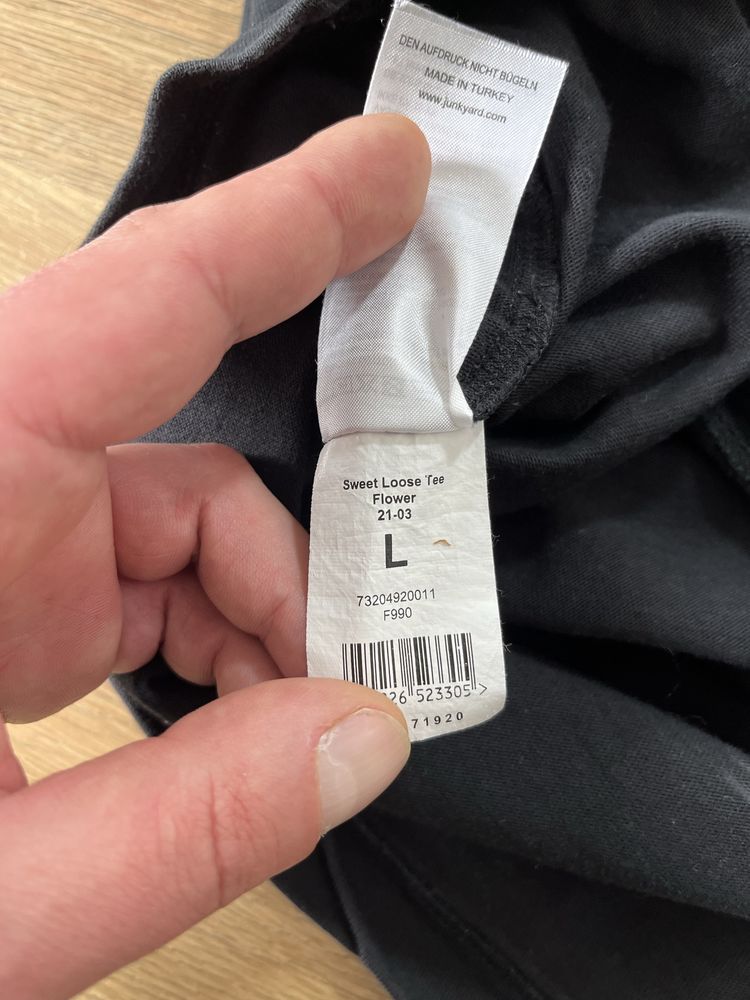 DEN AUFDRUCK NICHT BÜGELN
MADE IN TURKEY
www.junkyard.com
Sweet Loose Tee
Flower
21-03
L
73204920011
F990
26 523305 >
71920